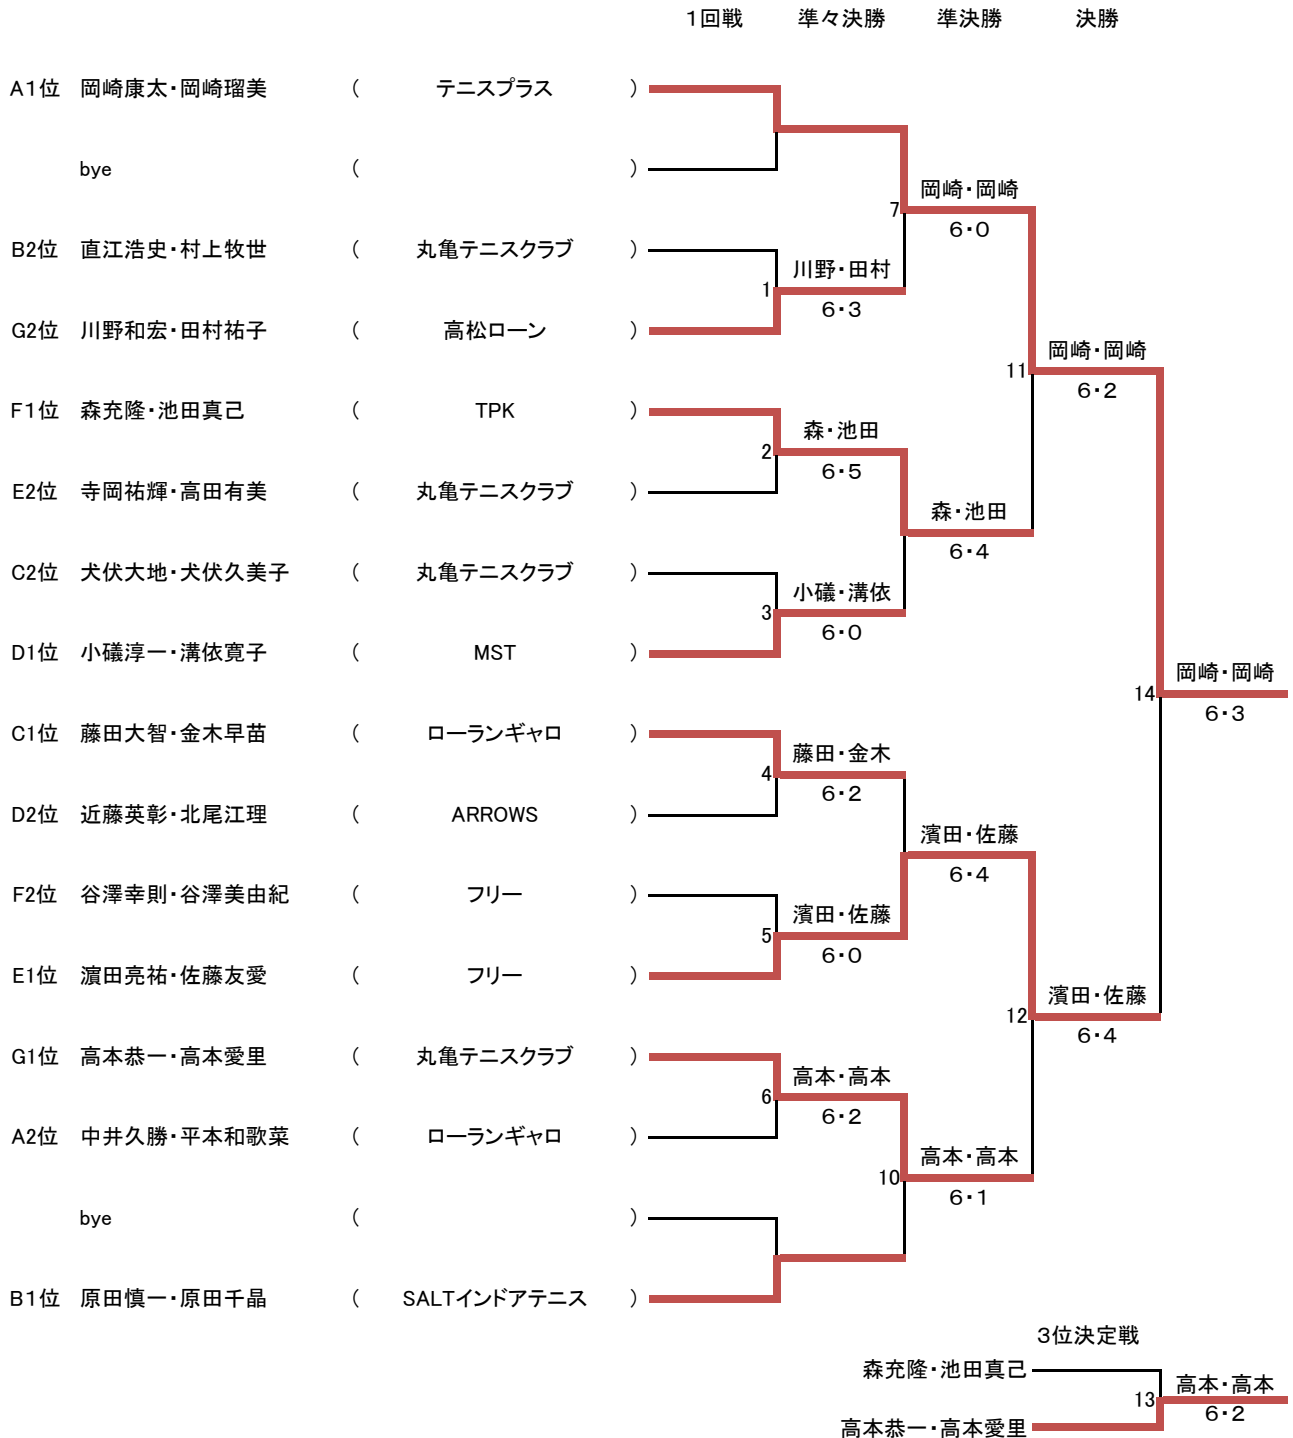 １回戦 準々決勝 準決勝 決勝
A１位 岡崎康太・岡崎瑠美 （ テニスプラス ）
bye （ ）
岡崎・岡崎
7
6・0
B2位 直江浩史・村上牧世 （ 丸亀テニスクラブ ）
川野・田村
1
6・3
G2位 川野和宏・田村祐子 （ 高松ローン ）
岡崎・岡崎
11
6・2
F１位 森充隆・池田真己 （ TPK ）
森・池田
2
6・5
E2位 寺岡祐輝・高田有美 （ 丸亀テニスクラブ ）
森・池田
6・4
C2位 犬伏大地・犬伏久美子 （ 丸亀テニスクラブ ）
小礒・溝依
3
6・0
D1位 小礒淳一・溝依寛子 （ MST ）
岡崎・岡崎
14
6・3
C１位 藤田大智・金木早苗 （ ローランギャロ ）
藤田・金木
4
6・2
D2位 近藤英彰・北尾江理 （ ARROWS ）
濱田・佐藤
6・4
F2位 谷澤幸則・谷澤美由紀 （ フリー ）
濱田・佐藤
5
6・0
E1位 濵田亮祐・佐藤友愛 （ フリー ）
濱田・佐藤
12
6・4
G1位 高本恭一・高本愛里 （ 丸亀テニスクラブ ）
高本・高本
6
6・2
A２位 中井久勝・平本和歌菜 （ ローランギャロ ）
高本・高本
10
6・1
bye （ ）
B１位 原田慎一・原田千晶 （ SALTインドアテニス ）
３位決定戦
森充隆・池田真己
高本・高本
13
6・2
高本恭一・高本愛里